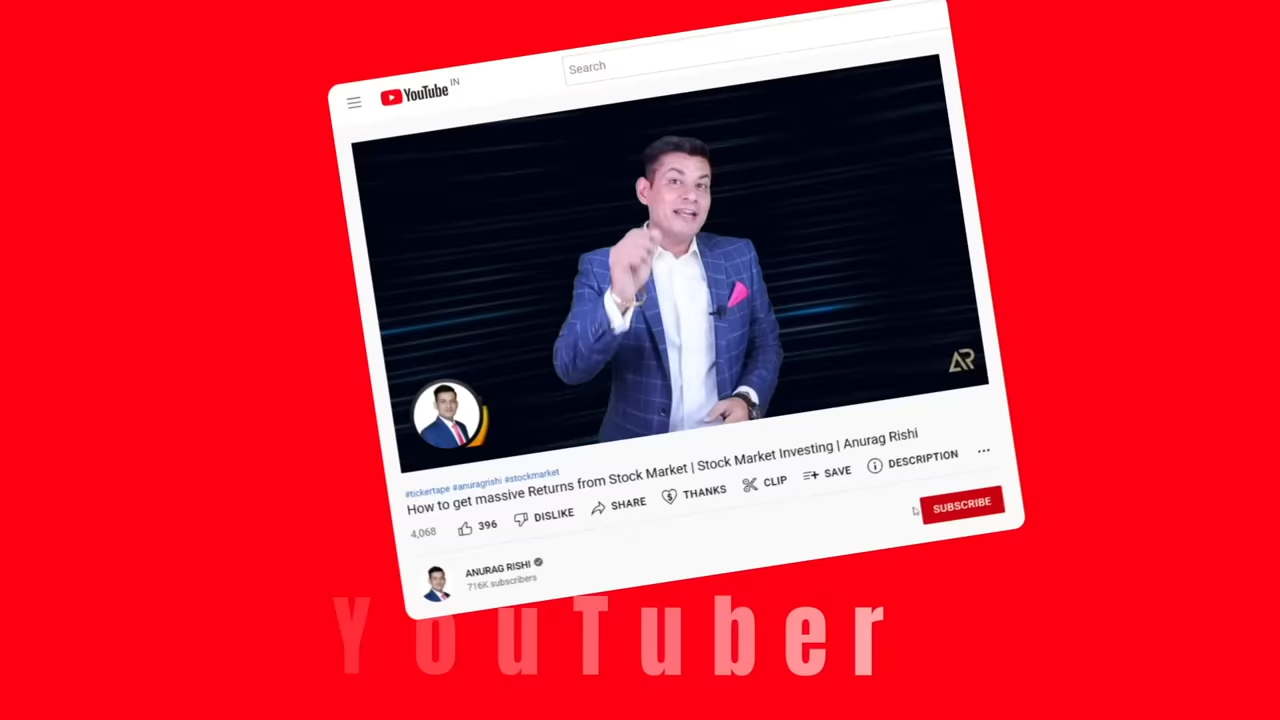 YouTube IN
Search
AR
#tickertape #anuragrishi #stockmarket
How to get massive Returns from Stock Market | Stock Market Investing | Anurag Rishi
4,068 396 DISLIKE SHARE THANKS CLIP SAVE DESCRIPTION ...
SUBSCRIBE
ANURAG RISHI
716K subscribers
YouTuber